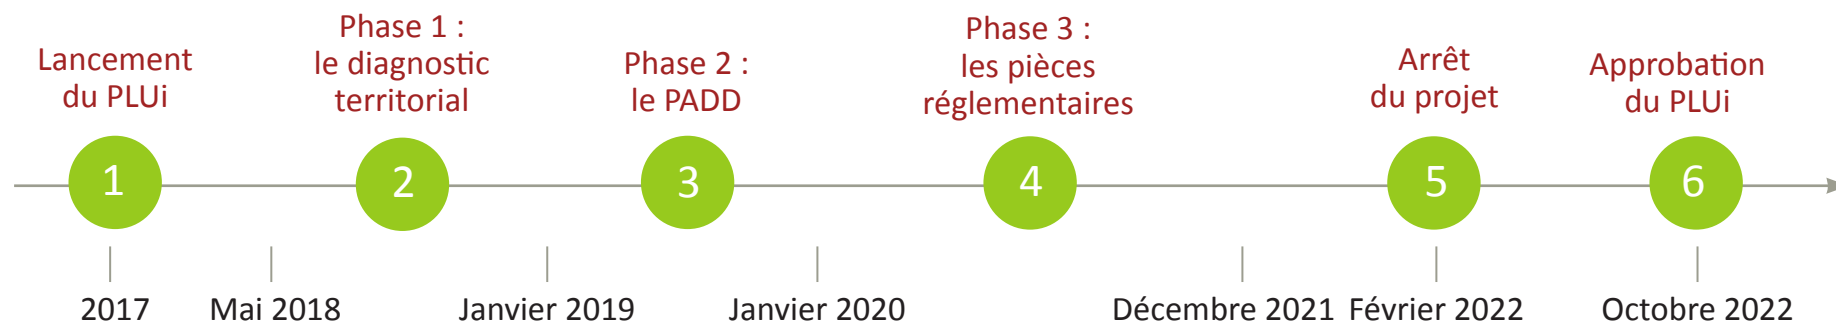 Lancement
du PLUi
Phase 1 :
le diagnostic
territorial
Phase 2 :
le PADD
Phase 3 :
les pièces
réglementaires
Arrêt
du projet
Approbation
du PLUi
1
2
3
4
5
6
2017
Mai 2018
Janvier 2019
Janvier 2020
Décembre 2021
Février 2022
Octobre 2022